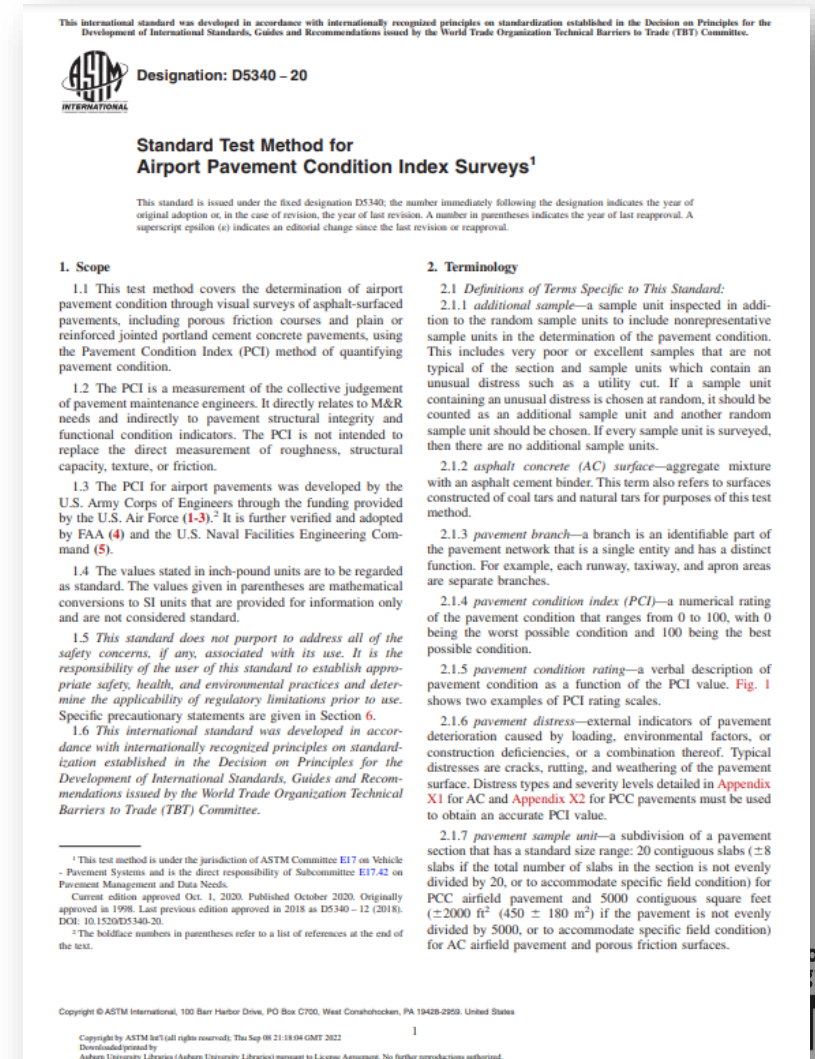 This international standard was developed in accordance with internationally recognized principles on standardization established in the Decision on Principles for the
Development of International Standards, Guides and Recommendations issued by the World Trade Organization Technical Barriers to Trade (TBT) Committee.
ASTM
INTERNATIONAL
Designation: D5340 – 20
Standard Test Method for
Airport Pavement Condition Index Surveys¹
This standard is issued under the fixed designation D5340; the number immediately following the designation indicates the year of
original adoption or, in the case of revision, the year of last revision. A number in parentheses indicates the year of last reapproval. A
superscript epsilon (ε) indicates an editorial change since the last revision or reapproval.
1. Scope
1.1 This test method covers the determination of airport
pavement condition through visual surveys of asphalt-surfaced
pavements, including porous friction courses and plain or
reinforced jointed portland cement concrete pavements, using
the Pavement Condition Index (PCI) method of quantifying
pavement condition.
1.2 The PCI is a measurement of the collective judgement
of pavement maintenance engineers. It directly relates to M&R
needs and indirectly to pavement structural integrity and
functional condition indicators. The PCI is not intended to
replace the direct measurement of roughness, structural
capacity, texture, or friction.
1.3 The PCI for airport pavements was developed by the
U.S. Army Corps of Engineers through the funding provided
by the U.S. Air Force (1-3).² It is further verified and adopted
by FAA (4) and the U.S. Naval Facilities Engineering Com-
mand (5).
1.4 The values stated in inch-pound units are to be regarded
as standard. The values given in parentheses are mathematical
conversions to SI units that are provided for information only
and are not considered standard.
1.5 This standard does not purport to address all of the
safety concerns, if any, associated with its use. It is the
responsibility of the user of this standard to establish appro-
priate safety, health, and environmental practices and deter-
mine the applicability of regulatory limitations prior to use.
Specific precautionary statements are given in Section 6.
1.6 This international standard was developed in accor-
dance with internationally recognized principles on standard-
ization established in the Decision on Principles for the
Development of International Standards, Guides and Recom-
mendations issued by the World Trade Organization Technical
Barriers to Trade (TBT) Committee.
¹ This test method is under the jurisdiction of ASTM Committee E17 on Vehicle
- Pavement Systems and is the direct responsibility of Subcommittee E17.42 on
Pavement Management and Data Needs.
Current edition approved Oct. 1, 2020. Published October 2020. Originally
approved in 1998. Last previous edition approved in 2018 as D5340 – 12 (2018).
DOI: 10.1520/D5340-20.
² The boldface numbers in parentheses refer to a list of references at the end of
the text.
2. Terminology
2.1 Definitions of Terms Specific to This Standard:
2.1.1 additional sample—a sample unit inspected in addi-
tion to the random sample units to include nonrepresentative
sample units in the determination of the pavement condition.
This includes very poor or excellent samples that are not
typical of the section and sample units which contain an
unusual distress such as a utility cut. If a sample unit
containing an unusual distress is chosen at random, it should be
counted as an additional sample unit and another random
sample unit should be chosen. If every sample unit is surveyed,
then there are no additional sample units.
2.1.2 asphalt concrete (AC) surface—aggregate mixture
with an asphalt cement binder. This term also refers to surfaces
constructed of coal tars and natural tars for purposes of this test
method.
2.1.3 pavement branch—a branch is an identifiable part of
the pavement network that is a single entity and has a distinct
function. For example, each runway, taxiway, and apron areas
are separate branches.
2.1.4 pavement condition index (PCI)—a numerical rating
of the pavement condition that ranges from 0 to 100, with 0
being the worst possible condition and 100 being the best
possible condition.
2.1.5 pavement condition rating—a verbal description of
pavement condition as a function of the PCI value. Fig. 1
shows two examples of PCI rating scales.
2.1.6 pavement distress—external indicators of pavement
deterioration caused by loading, environmental factors, or
construction deficiencies, or a combination thereof. Typical
distresses are cracks, rutting, and weathering of the pavement
surface. Distress types and severity levels detailed in Appendix
X1 for AC and Appendix X2 for PCC pavements must be used
to obtain an accurate PCI value.
2.1.7 pavement sample unit—a subdivision of a pavement
section that has a standard size range: 20 contiguous slabs (±8
slabs if the total number of slabs in the section is not evenly
divided by 20, or to accommodate specific field condition) for
PCC airfield pavement and 5000 contiguous square feet
(±2000 ft² (450 ± 180 m²) if the pavement is not evenly
divided by 5000, or to accommodate specific field condition)
for AC airfield pavement and porous friction surfaces.
Copyright © ASTM International, 100 Barr Harbor Drive, PO Box C700, West Conshohocken, PA 19428-2959. United States
1
Copyright by ASTM Int'l (all rights reserved); Thu Sep 08 21:18:04 GMT 2022
Downloaded/printed by
Auburn University Libraries (Auburn University Libraries) pursuant to License Agreement. No further reproductions authorized.